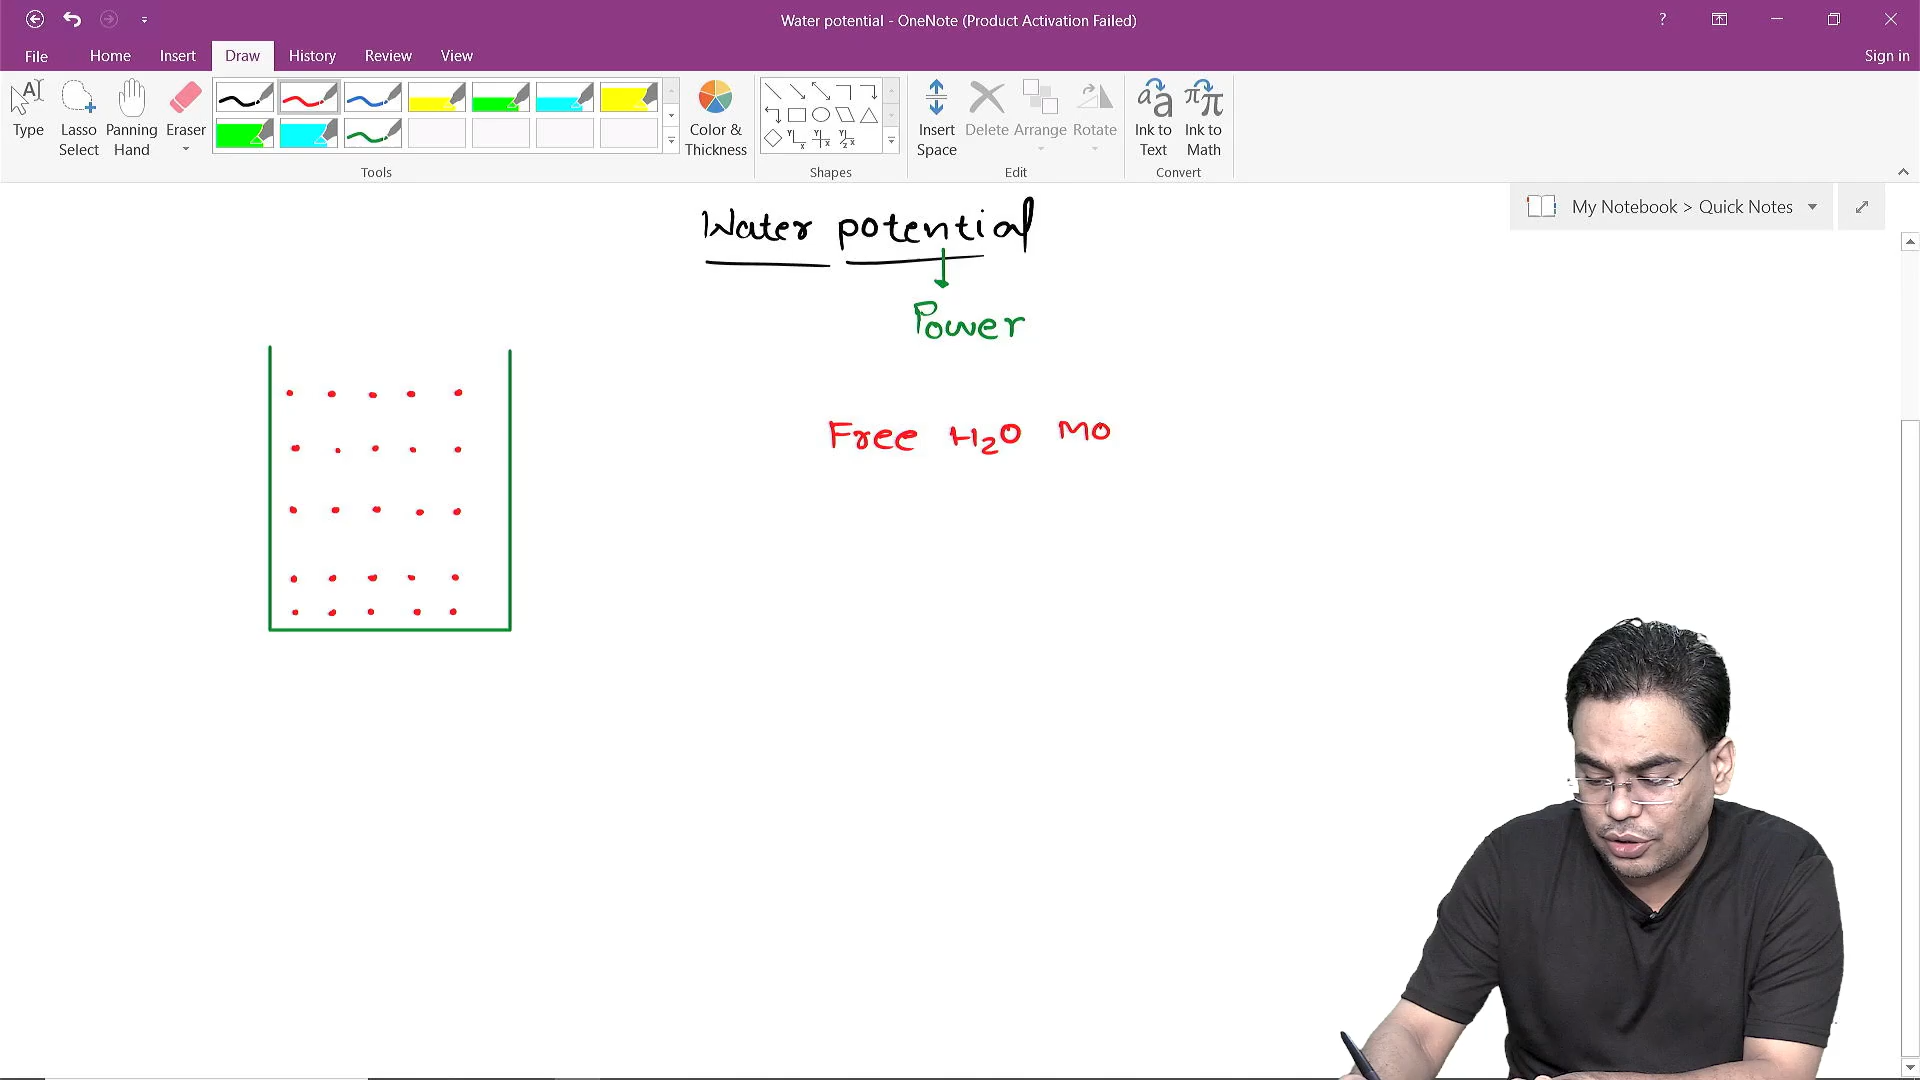 Water potential - OneNote (Product Activation Failed)
?
File Home Insert Draw History Review View
Sign in
Type
Lasso Select
Panning Hand
Eraser
Color & Thickness
Insert Space
Delete
Arrange
Rotate
Ink to Text
Ink to Math
Tools
Shapes
Edit
Convert
My Notebook > Quick Notes
Water potential
Power
Free H₂O Mo